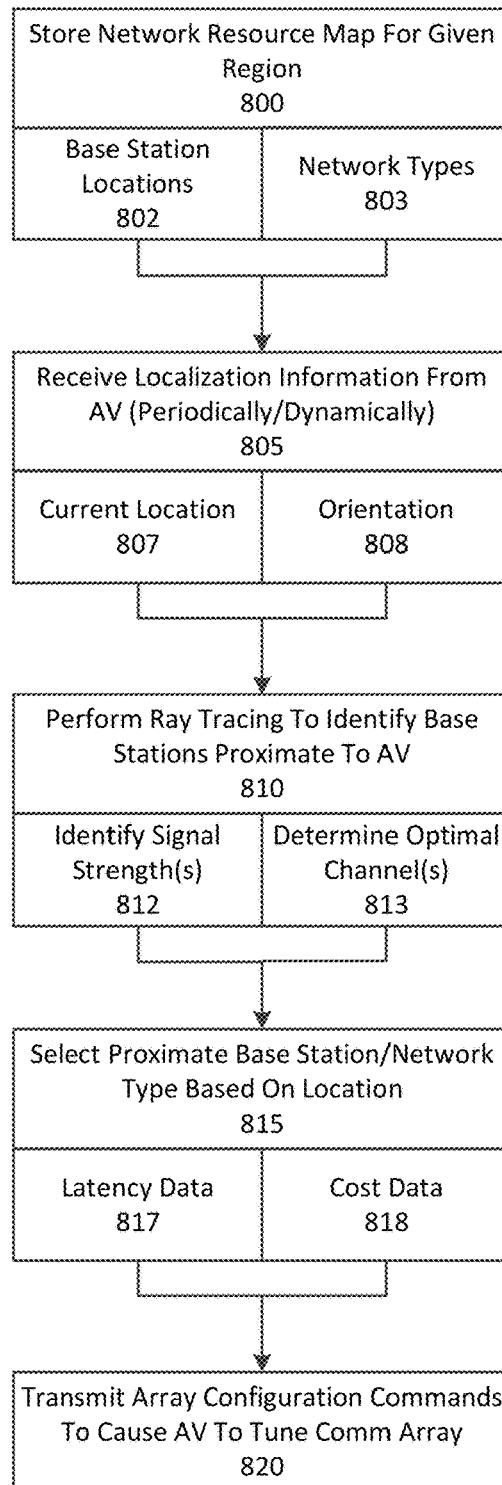 Store Network Resource Map For Given
Region
800
Base Station
Locations
802
Network Types
803
Receive Localization Information From
AV (Periodically/Dynamically)
805
Current Location
807
Orientation
808
Perform Ray Tracing To Identify Base
Stations Proximate To AV
810
Identify Signal
Strength(s)
812
Determine Optimal
Channel(s)
813
Select Proximate Base Station/Network
Type Based On Location
815
Latency Data
817
Cost Data
818
Transmit Array Configuration Commands
To Cause AV To Tune Comm Array
820